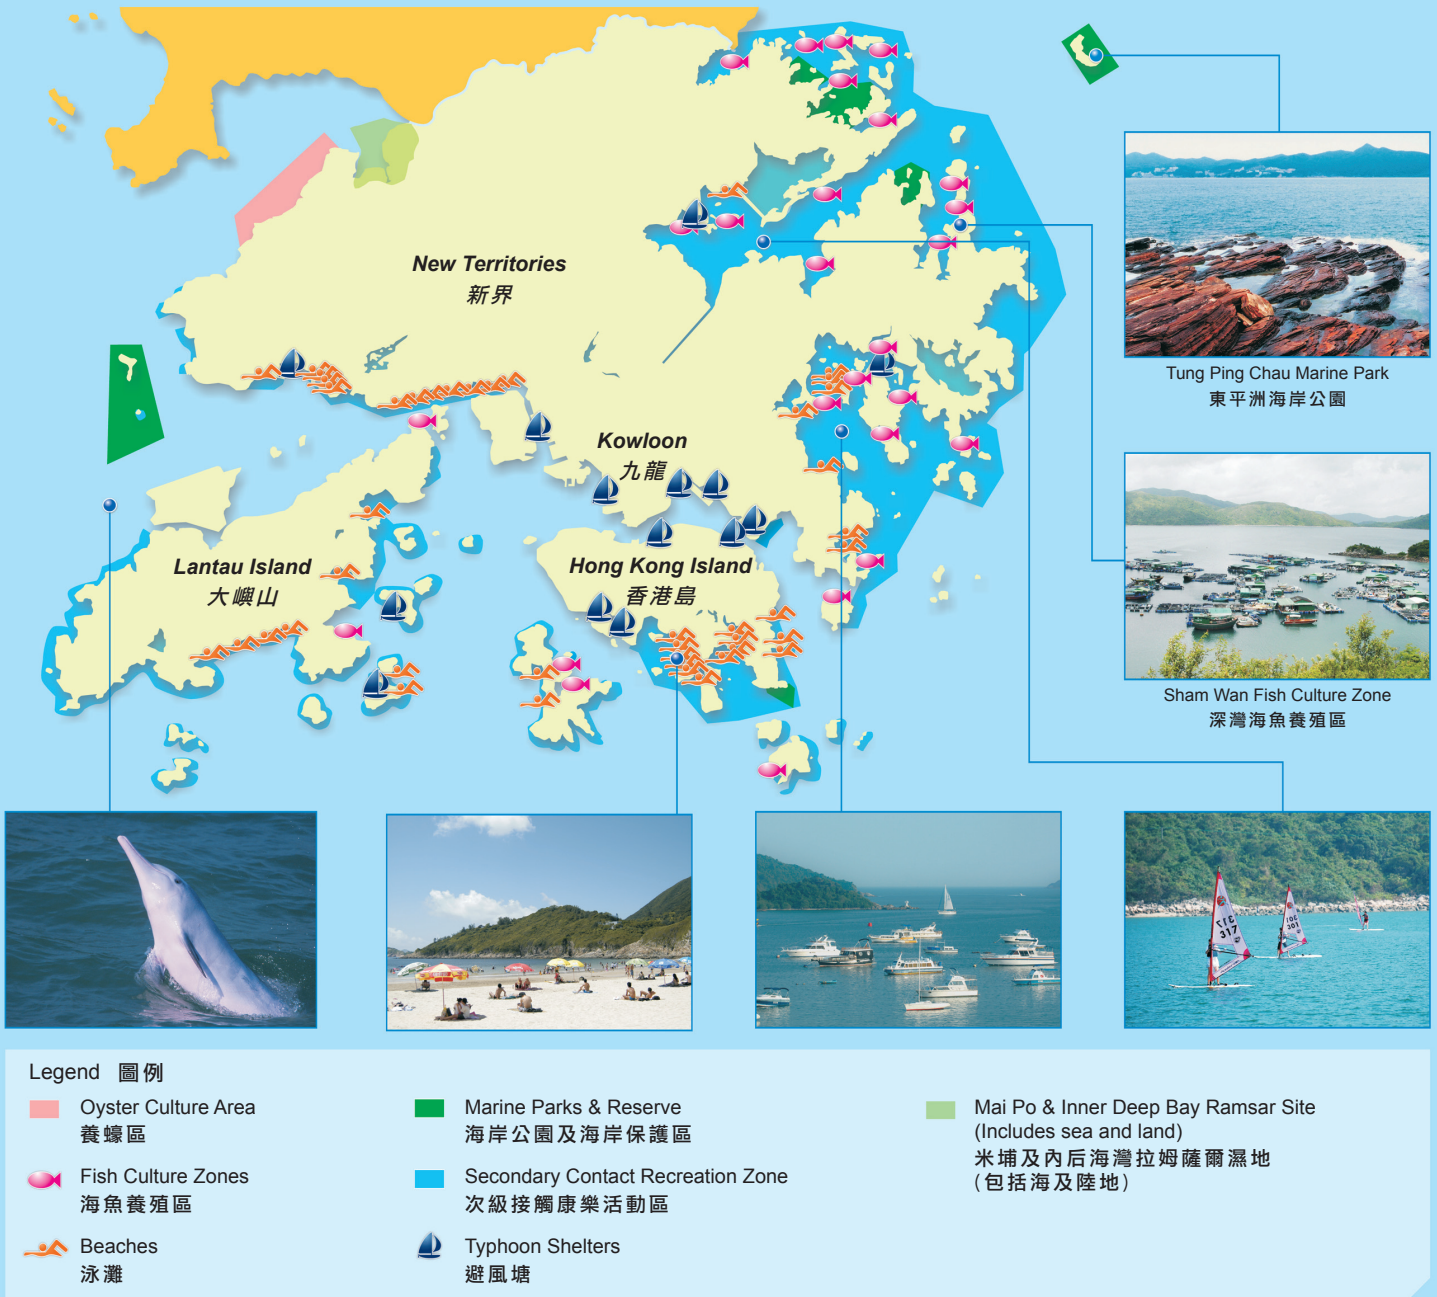 New Territories
新界
Kowloon
九龍
Lantau Island
大嶼山
Hong Kong Island
香港島
Tung Ping Chau Marine Park
東平洲海岸公園
Sham Wan Fish Culture Zone
深灣海魚養殖區
317
317
301
301
Legend 圖例
Oyster Culture Area
養蠔區
Fish Culture Zones
海魚養殖區
Beaches
泳灘
Marine Parks & Reserve
海岸公園及海岸保護區
Secondary Contact Recreation Zone
次級接觸康樂活動區
Typhoon Shelters
避風塘
Mai Po & Inner Deep Bay Ramsar Site
(Includes sea and land)
米埔及內后海灣拉姆薩爾濕地
(包括海及陸地)